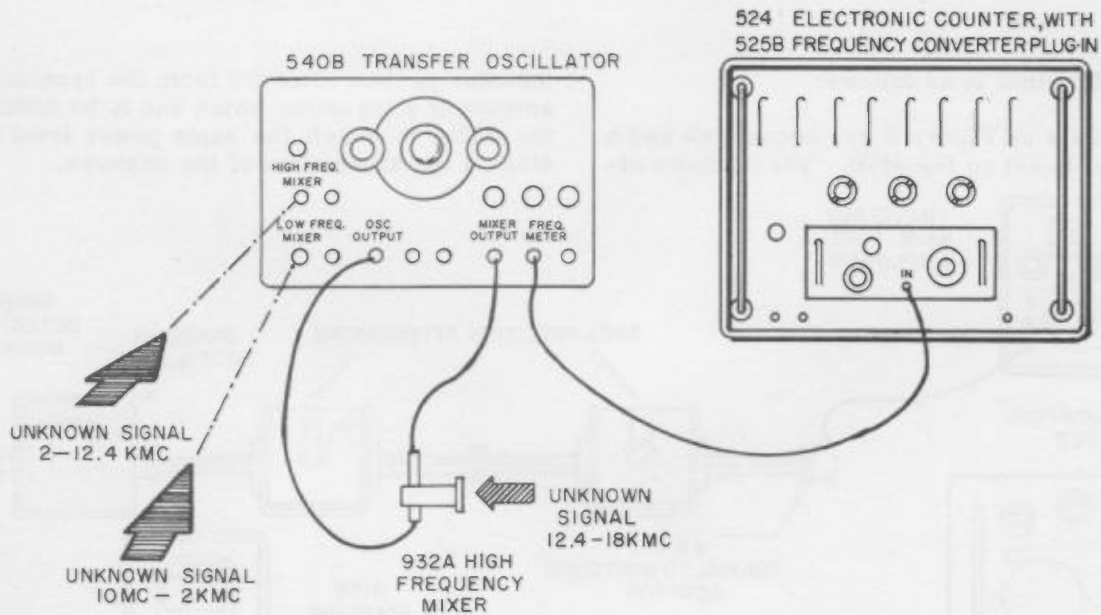 524 ELECTRONIC COUNTER, WITH
525B FREQUENCY CONVERTER PLUG-IN
540B TRANSFER OSCILLATOR
HIGH FREQ.
MIXER
LOW FREQ.
MIXER
OSC
OUTPUT
MIXER
OUTPUT
FREQ.
METER
IN
UNKNOWN SIGNAL
2—12.4 KMC
UNKNOWN SIGNAL
10MC — 2KMC
932A HIGH
FREQUENCY
MIXER
UNKNOWN
SIGNAL
12.4-18KMC